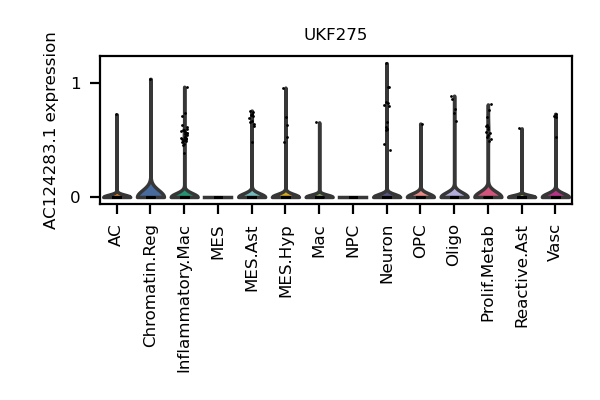 UKF275
AC124283.1 expression
1
0
AC
Chromatin.Reg
Inflammatory.Mac
MES
MES.Ast
MES.Hyp
Mac
NPC
Neuron
OPC
Oligo
Prolif.Metab
Reactive.Ast
Vasc